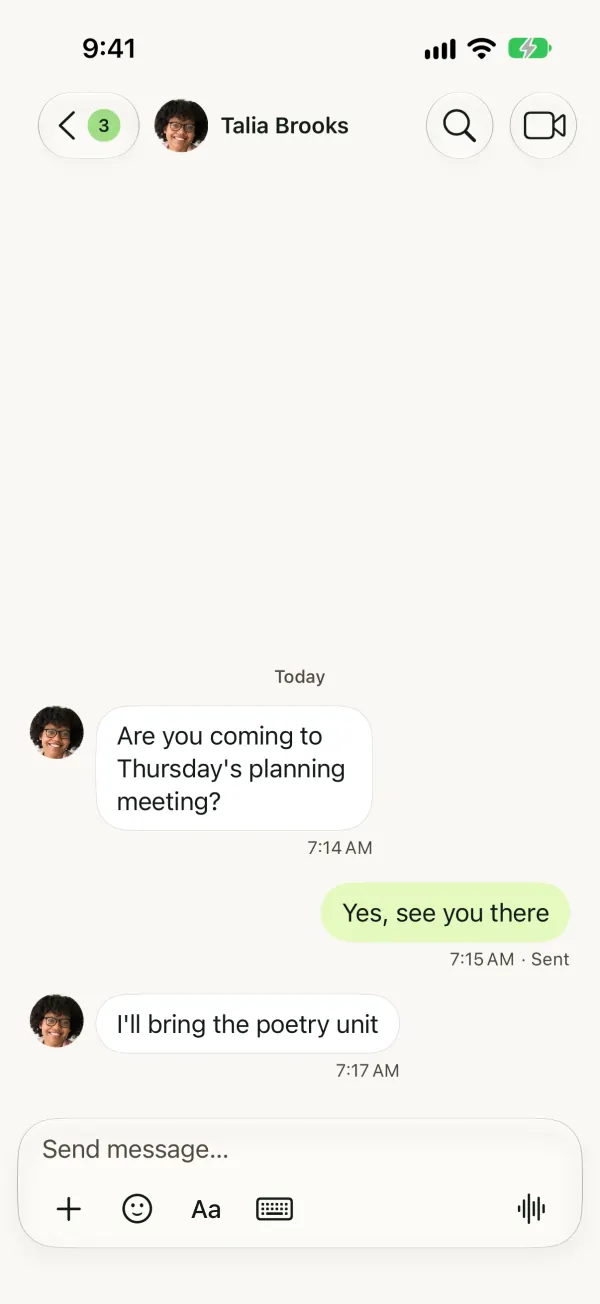 9:41
3
Talia Brooks
Today
Are you coming to
Thursday's planning
meeting?
7:14 AM
Yes, see you there
7:15 AM · Sent
I'll bring the poetry unit
7:17 AM
Send message...
Aa